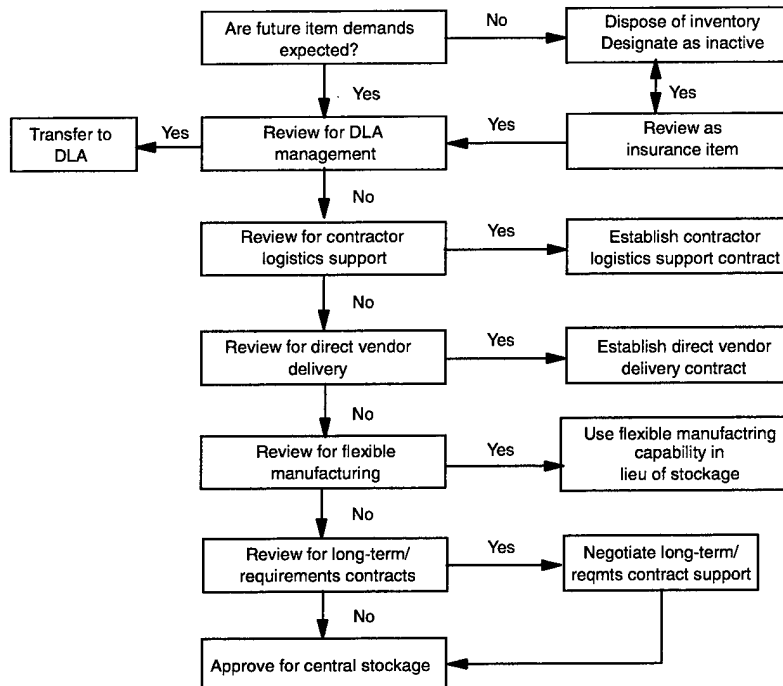 Are future item demands
expected?
No
Dispose of inventory
Designate as inactive
Yes
Yes
Transfer to
DLA
Yes
Review for DLA
management
Yes
Review as
insurance item
No
Review for contractor
logistics support
Yes
Establish contractor
logistics support contract
No
Review for direct vendor
delivery
Yes
Establish direct vendor
delivery contract
No
Review for flexible
manufacturing
Yes
Use flexible manufactring
capability in
lieu of stockage
No
Review for long-term/
requirements contracts
Yes
Negotiate long-term/
reqmts contract support
No
Approve for central stockage